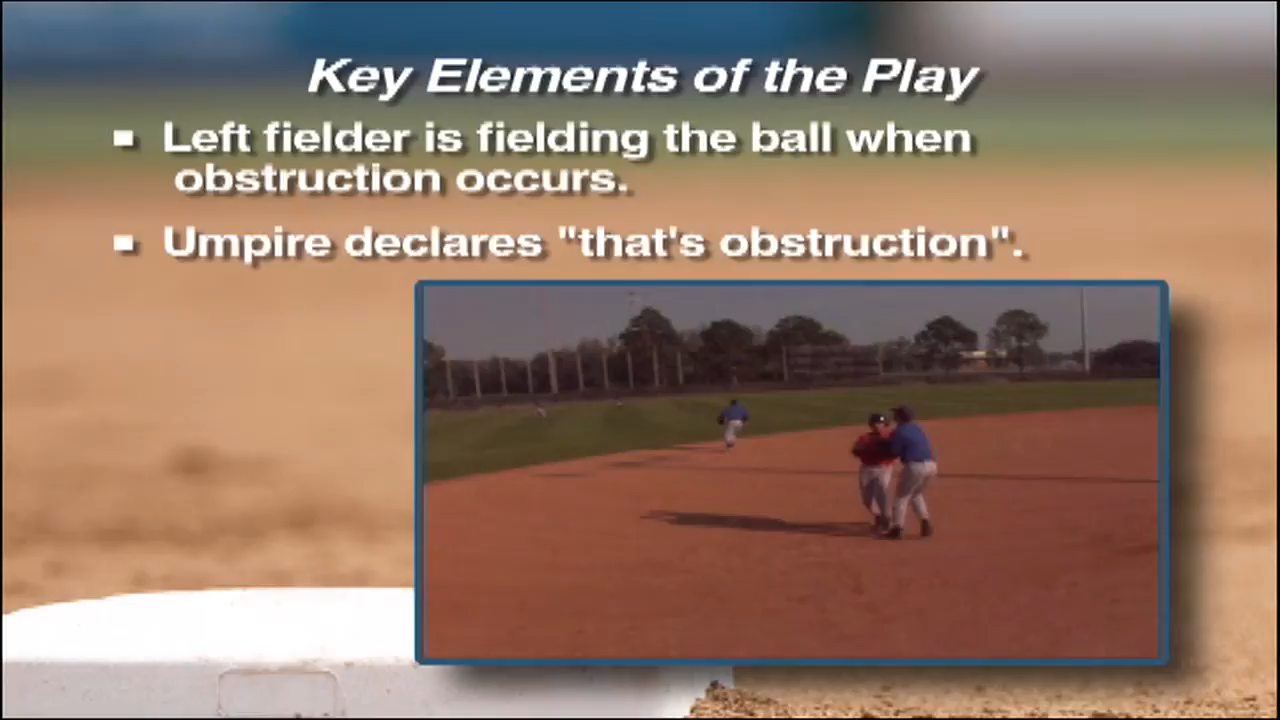 Key Elements of the Play
▪ Left fielder is fielding the ball when
obstruction occurs.
▪ Umpire declares "that's obstruction".